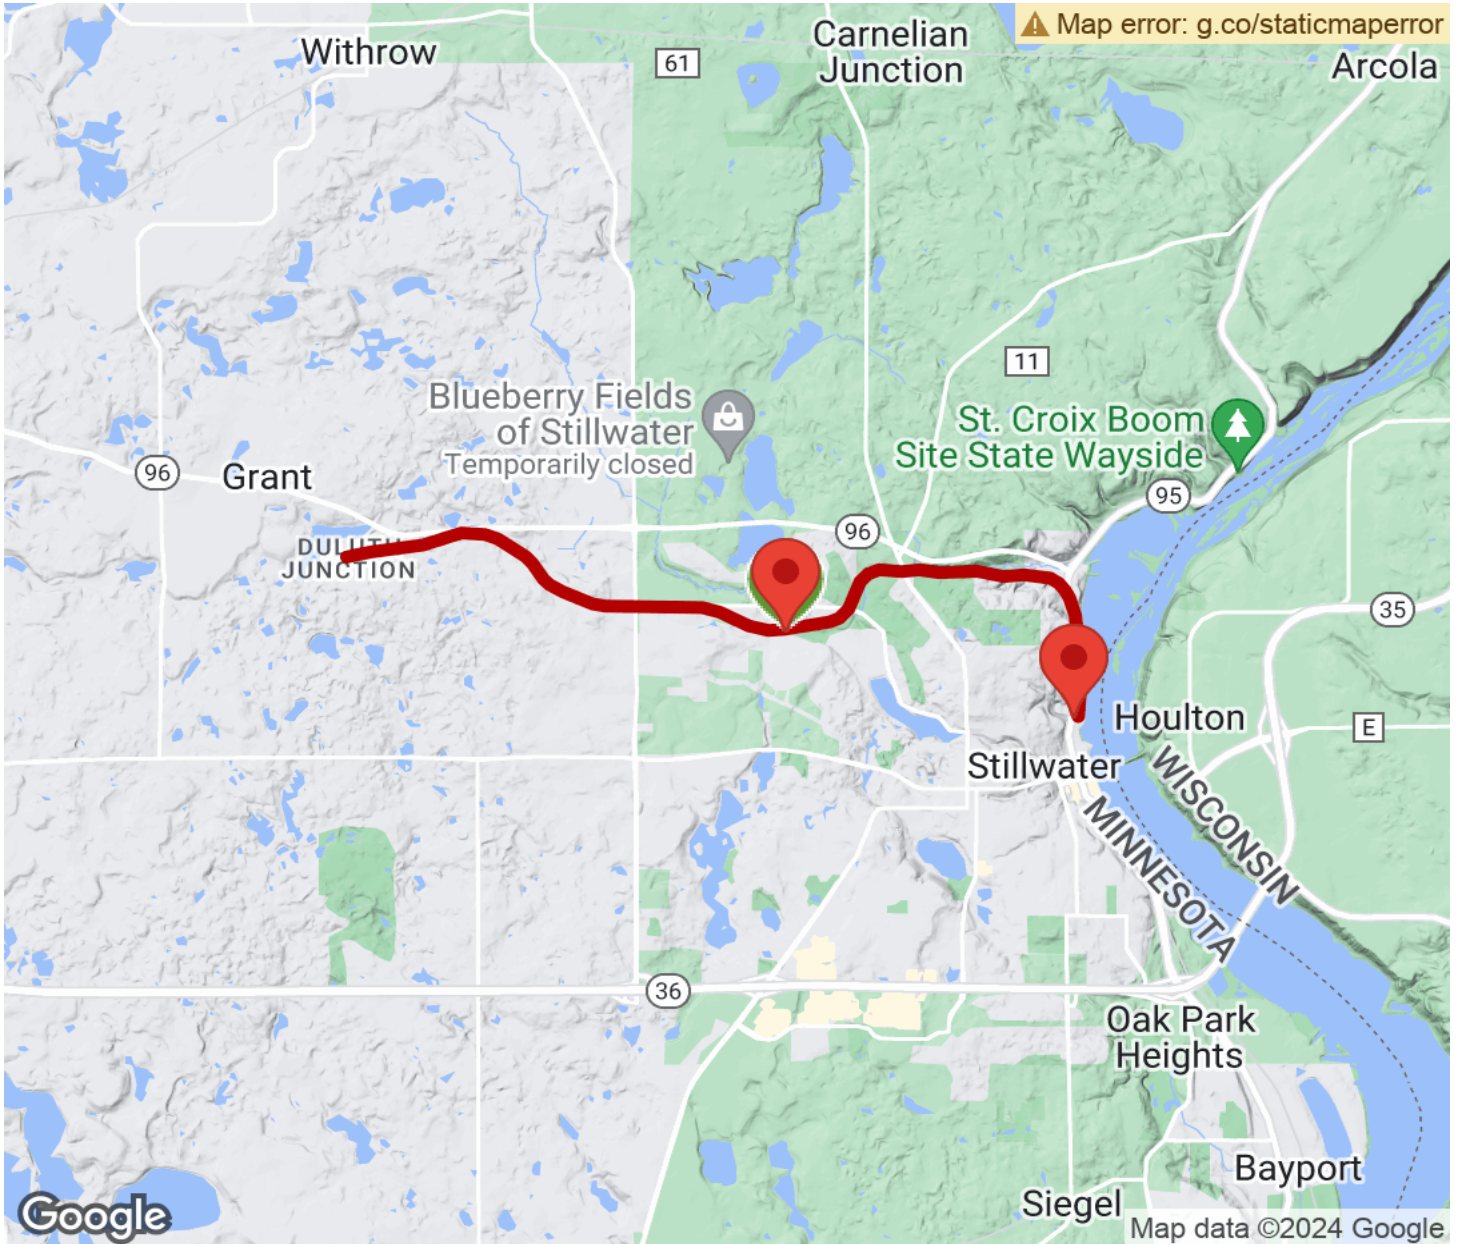 Map error: g.co/staticmaperror
Withrow
61
Carnelian
Junction
Arcola
11
Blueberry Fields
of Stillwater
Temporarily closed
St. Croix Boom
Site State Wayside
96
Grant
95
96
DULUTH
JUNCTION
35
Houlton
E
Stillwater
WISCONSIN
MINNESOTA
36
Oak Park
Heights
Bayport
Siegel
Google
Map data ©2024 Google